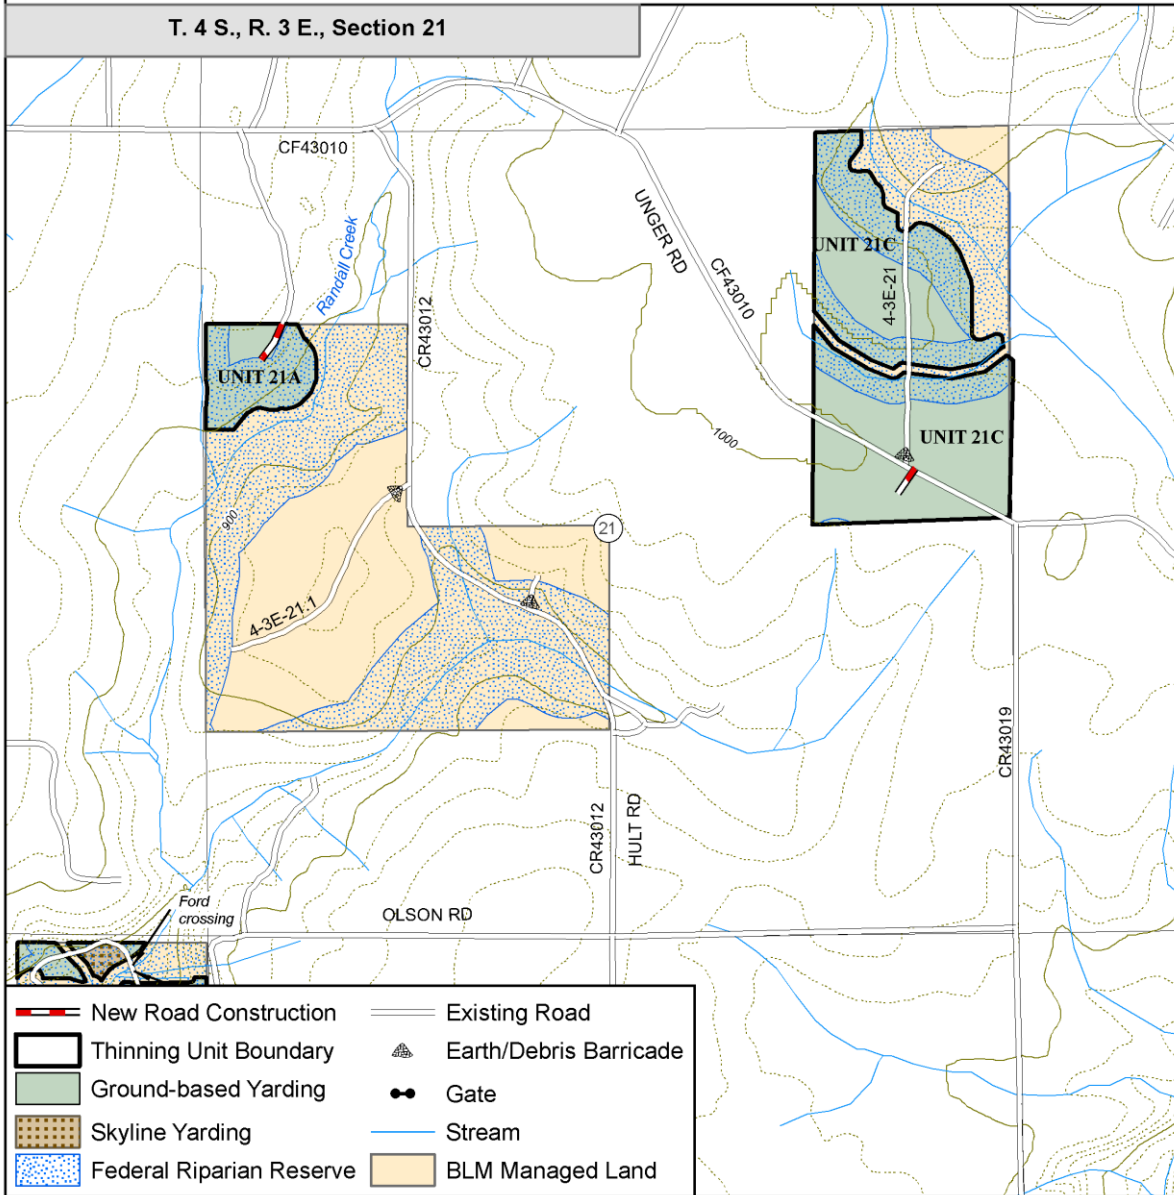 T. 4 S., R. 3 E., Section 21
CF43010
Randall Creek
CR43012
UNGER RD
CF43010
UNIT 21C
4-3E-21
UNIT 21A
UNIT 21C
1000
900
21
4-3E-21.1
CR43019
CR43012
HULT RD
Ford
crossing
OLSON RD
New Road Construction
Existing Road
Thinning Unit Boundary
Earth/Debris Barricade
Ground-based Yarding
Gate
Skyline Yarding
Stream
Federal Riparian Reserve
BLM Managed Land